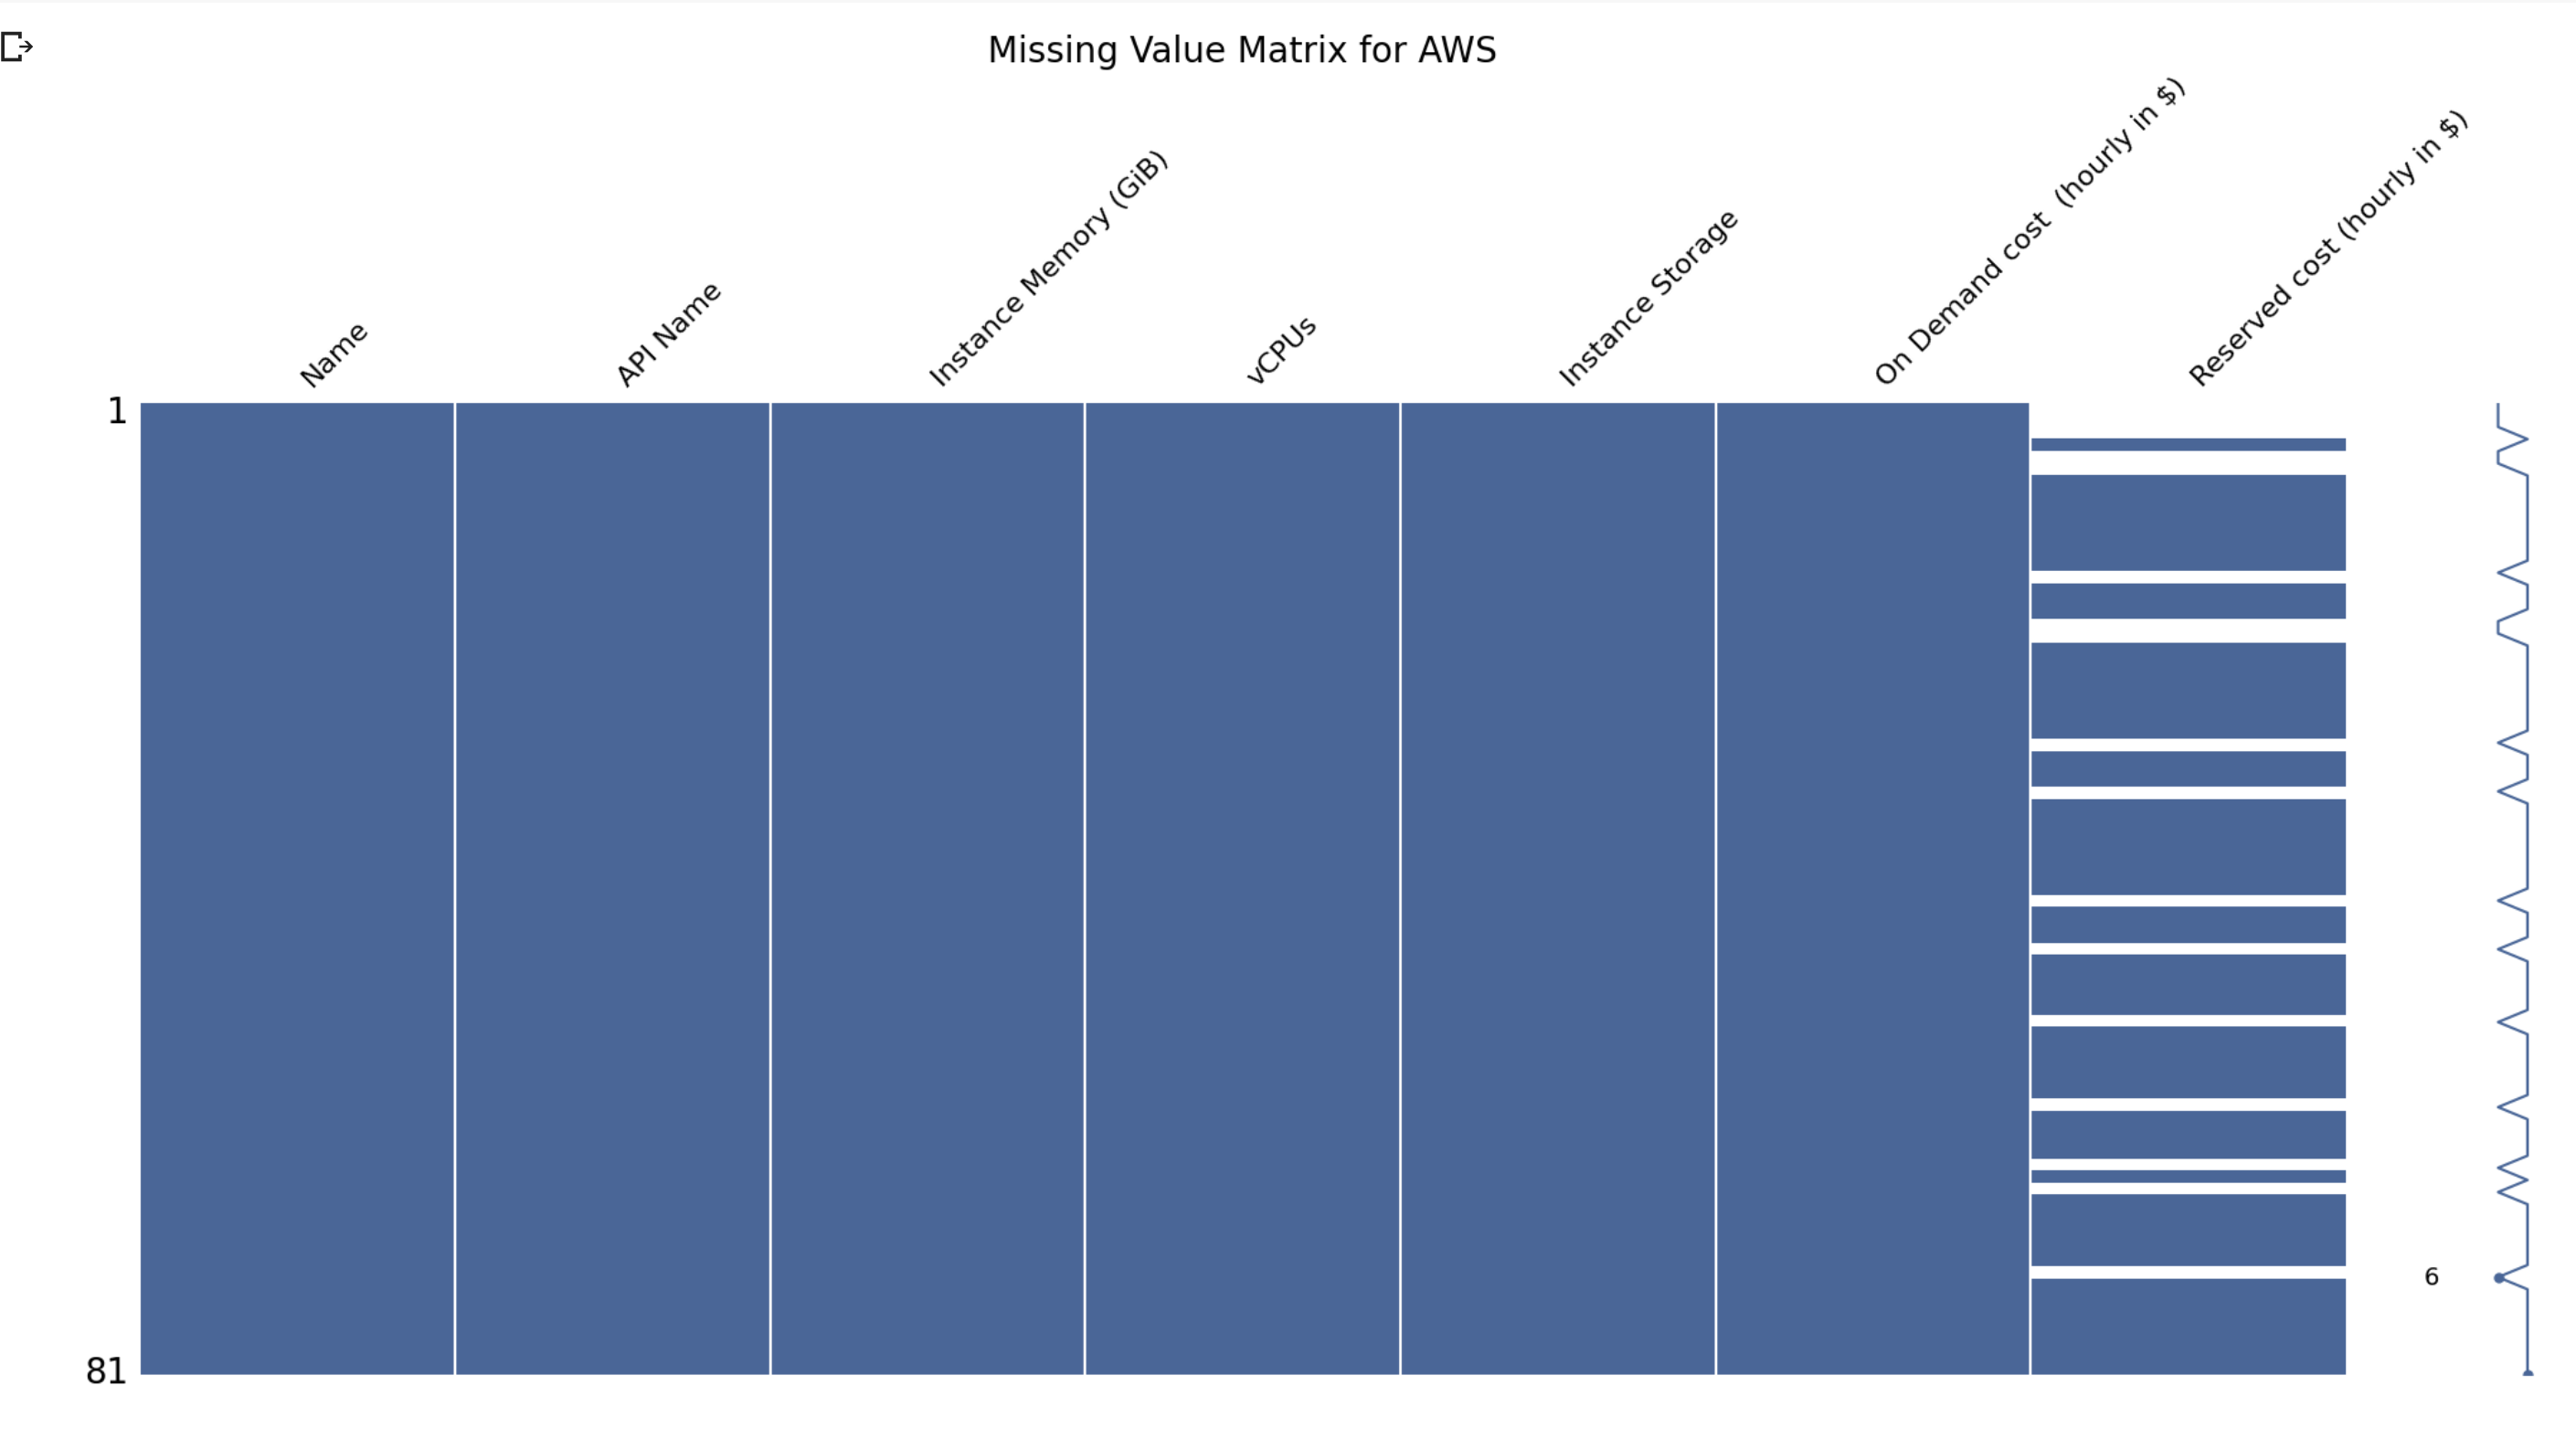 Missing Value Matrix for AWS
Name
API Name
Instance Memory (GiB)
vCPUs
Instance Storage
On Demand cost  (hourly in $)
Reserved cost (hourly in $)
1
6
81